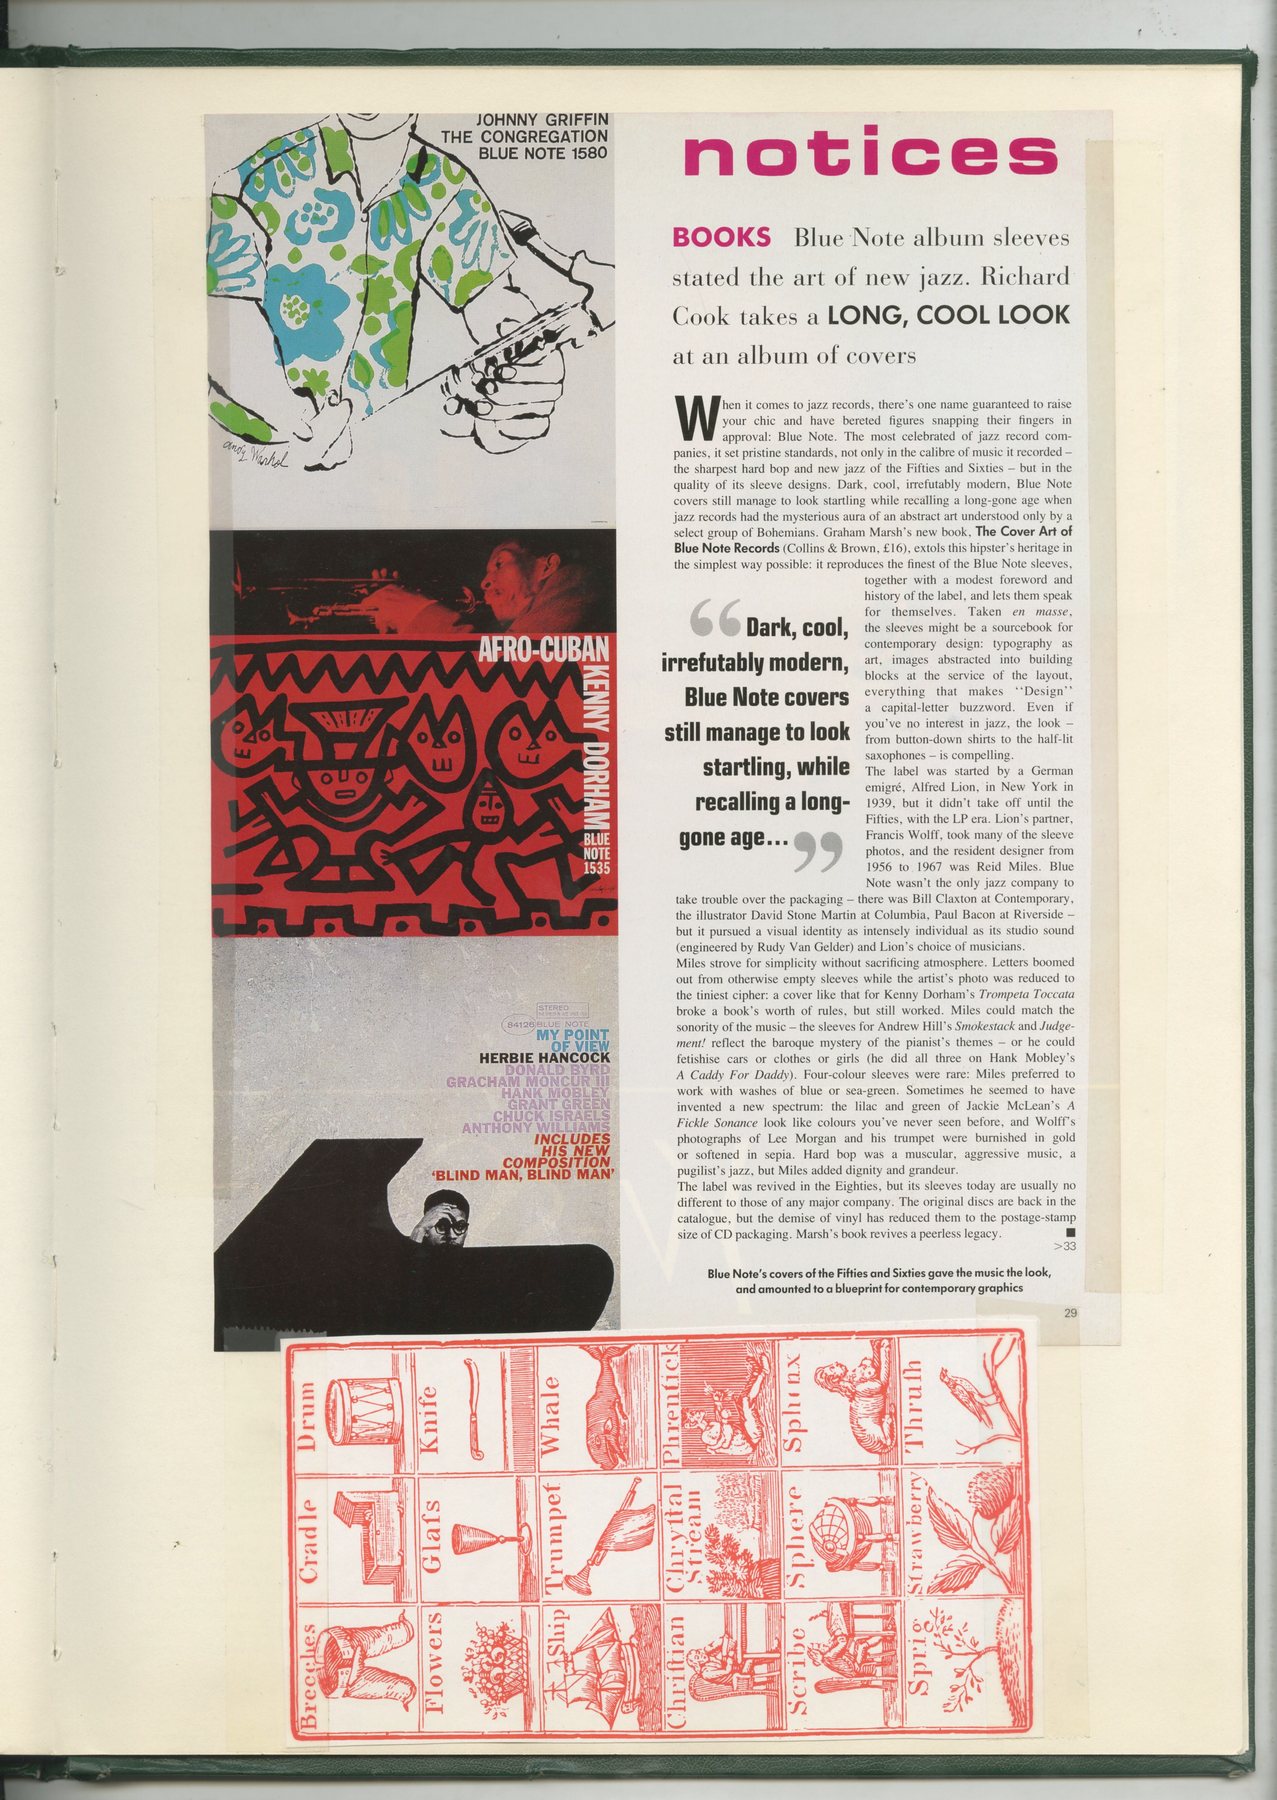 JOHNNY GRIFFIN
THE CONGREGATION
BLUE NOTE 1580
andy Warhol
AFRO-CUBAN
KENNY DORHAM
BLUE
NOTE
1535
STEREO
84126 BLUE NOTE
MY POINT
OF VIEW
HERBIE HANCOCK
DONALD BYRD
GRACHAM MONCUR III
HANK MOBLEY
GRANT GREEN
CHUCK ISRAELS
ANTHONY WILLIAMS
INCLUDES
HIS NEW
COMPOSITION
'BLIND MAN, BLIND MAN'
notices
BOOKS Blue Note album sleeves
stated the art of new jazz. Richard
Cook takes a LONG, COOL LOOK
at an album of covers
When it comes to jazz records, there's one name guaranteed to raise
your chic and have bereted figures snapping their fingers in
approval: Blue Note. The most celebrated of jazz record com-
panies, it set pristine standards, not only in the calibre of music it recorded –
the sharpest hard bop and new jazz of the Fifties and Sixties – but in the
quality of its sleeve designs. Dark, cool, irrefutably modern, Blue Note
covers still manage to look startling while recalling a long-gone age when
jazz records had the mysterious aura of an abstract art understood only by a
select group of Bohemians. Graham Marsh's new book, The Cover Art of
Blue Note Records (Collins & Brown, £16), extols this hipster's heritage in
the simplest way possible: it reproduces the finest of the Blue Note sleeves,
together with a modest foreword and
history of the label, and lets them speak
for themselves. Taken en masse,
the sleeves might be a sourcebook for
contemporary design: typography as
art, images abstracted into building
blocks at the service of the layout,
everything that makes "Design"
a capital-letter buzzword. Even if
you've no interest in jazz, the look –
from button-down shirts to the half-lit
saxophones – is compelling.
The label was started by a German
emigré, Alfred Lion, in New York in
1939, but it didn't take off until the
Fifties, with the LP era. Lion's partner,
Francis Wolff, took many of the sleeve
photos, and the resident designer from
1956 to 1967 was Reid Miles. Blue
Note wasn't the only jazz company to
take trouble over the packaging – there was Bill Claxton at Contemporary,
the illustrator David Stone Martin at Columbia, Paul Bacon at Riverside –
but it pursued a visual identity as intensely individual as its studio sound
(engineered by Rudy Van Gelder) and Lion's choice of musicians.
Miles strove for simplicity without sacrificing atmosphere. Letters boomed
out from otherwise empty sleeves while the artist's photo was reduced to
the tiniest cipher: a cover like that for Kenny Dorham's Trompeta Toccata
broke a book's worth of rules, but still worked. Miles could match the
sonority of the music – the sleeves for Andrew Hill's Smokestack and Judge-
ment! reflect the baroque mystery of the pianist's themes – or he could
fetishise cars or clothes or girls (he did all three on Hank Mobley's
A Caddy For Daddy). Four-colour sleeves were rare: Miles preferred to
work with washes of blue or sea-green. Sometimes he seemed to have
invented a new spectrum: the lilac and green of Jackie McLean's A
Fickle Sonance look like colours you've never seen before, and Wolff's
photographs of Lee Morgan and his trumpet were burnished in gold
or softened in sepia. Hard bop was a muscular, aggressive music, a
pugilist's jazz, but Miles added dignity and grandeur.
The label was revived in the Eighties, but its sleeves today are usually no
different to those of any major company. The original discs are back in the
catalogue, but the demise of vinyl has reduced them to the postage-stamp
size of CD packaging. Marsh's book revives a peerless legacy. ■
>33
“Dark, cool,
irrefutably modern,
Blue Note covers
still manage to look
startling, while
recalling a long-
gone age...”
Blue Note's covers of the Fifties and Sixties gave the music the look,
and amounted to a blueprint for contemporary graphics
29
Breeches
Cradle
Drum
Flowers
Glaſs
Knife
Ship
Trumpet
Whale
Chriſtian
Chryſtal
Stream
Phrentick
Scribe
Sphere
Sphinx
Sprig
Strawberry
Thruſh